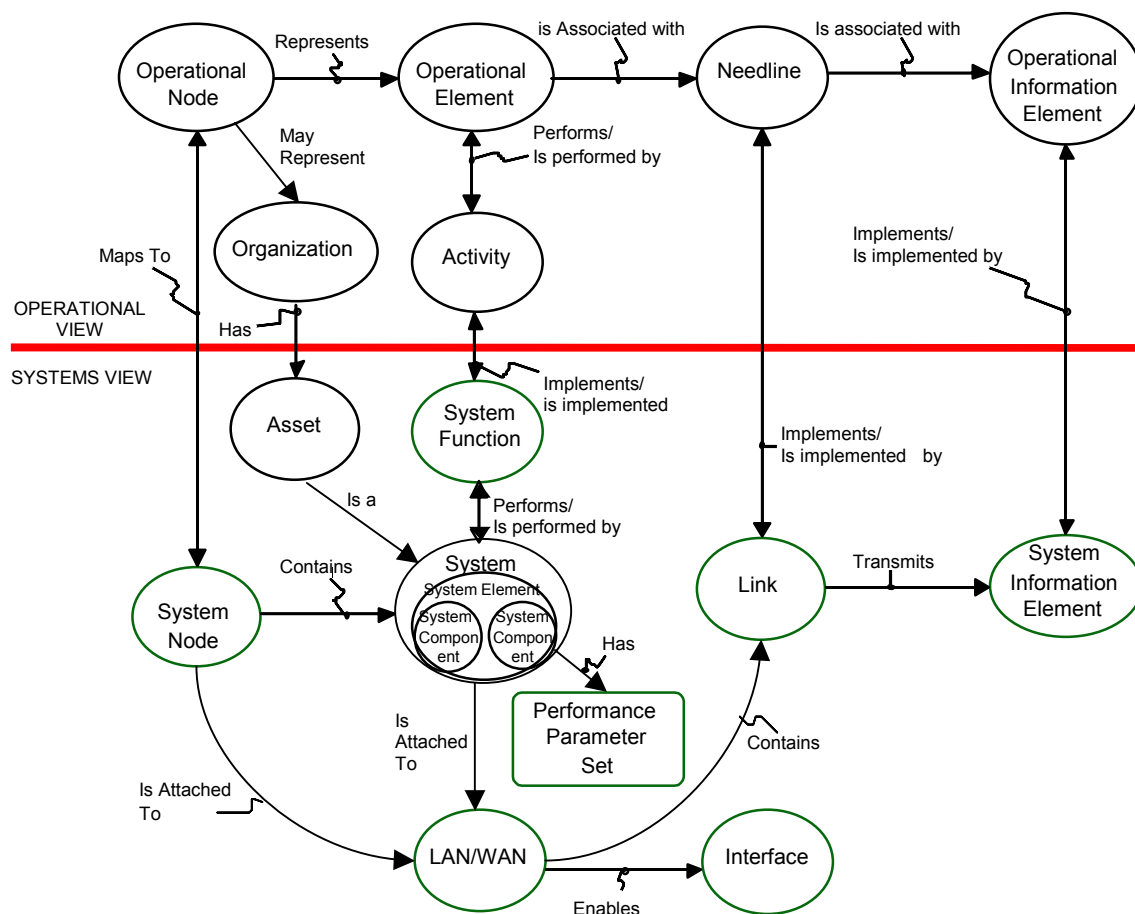 Represents
is Associated with
Is associated with
Operational
Node
Operational
Element
Needline
Operational
Information
Element
May
Represent
Performs/
Is performed by
Organization
Activity
Maps To
Implements/
Is implemented by
OPERATIONAL
VIEW
Has
SYSTEMS VIEW
Asset
System
Function
Implements/
is implemented
Implements/
Is implemented by
Is a
Performs/
Is performed by
System
Node
Contains
System
System Element
System
Compon
ent
System
Compon
ent
Link
Transmits
System
Information
Element
Has
Performance
Parameter
Set
Is
Attached
To
Contains
Is Attached
To
LAN/WAN
Interface
Enables